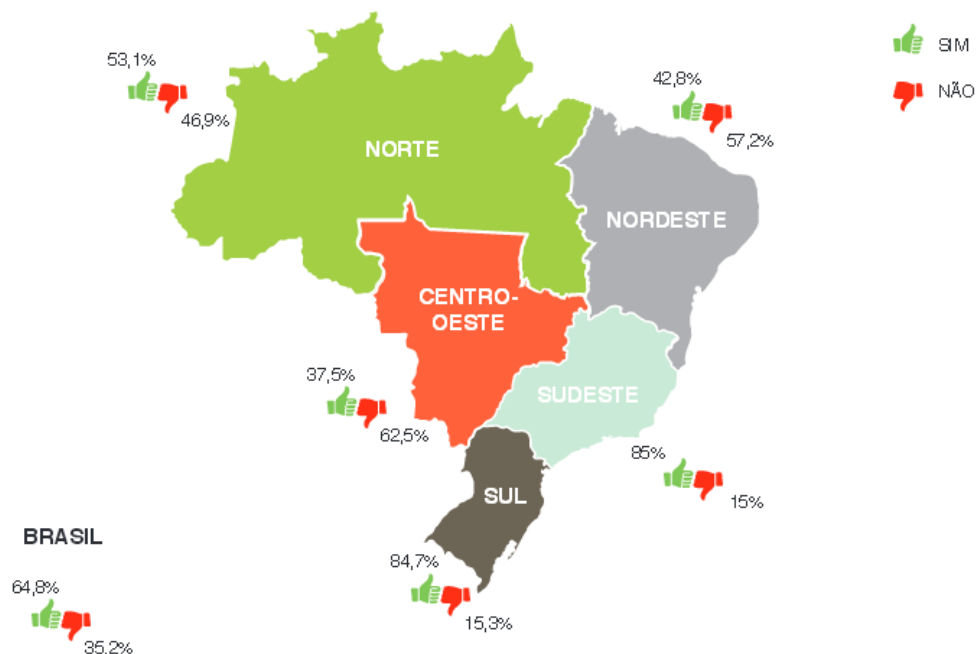 53,1%
46,9%
42,8%
57,2%
SIM
NÃO
NORTE
NORDESTE
CENTRO-
OESTE
37,5%
62,5%
SUDESTE
85%
15%
SUL
84,7%
15,3%
BRASIL
64,8%
35,2%